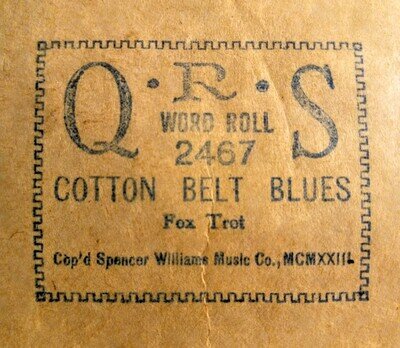 Q·R·S
WORD ROLL
2467
COTTON BELT BLUES
Fox Trot
Cop'd Spencer Williams Music Co., MCMXXIII.